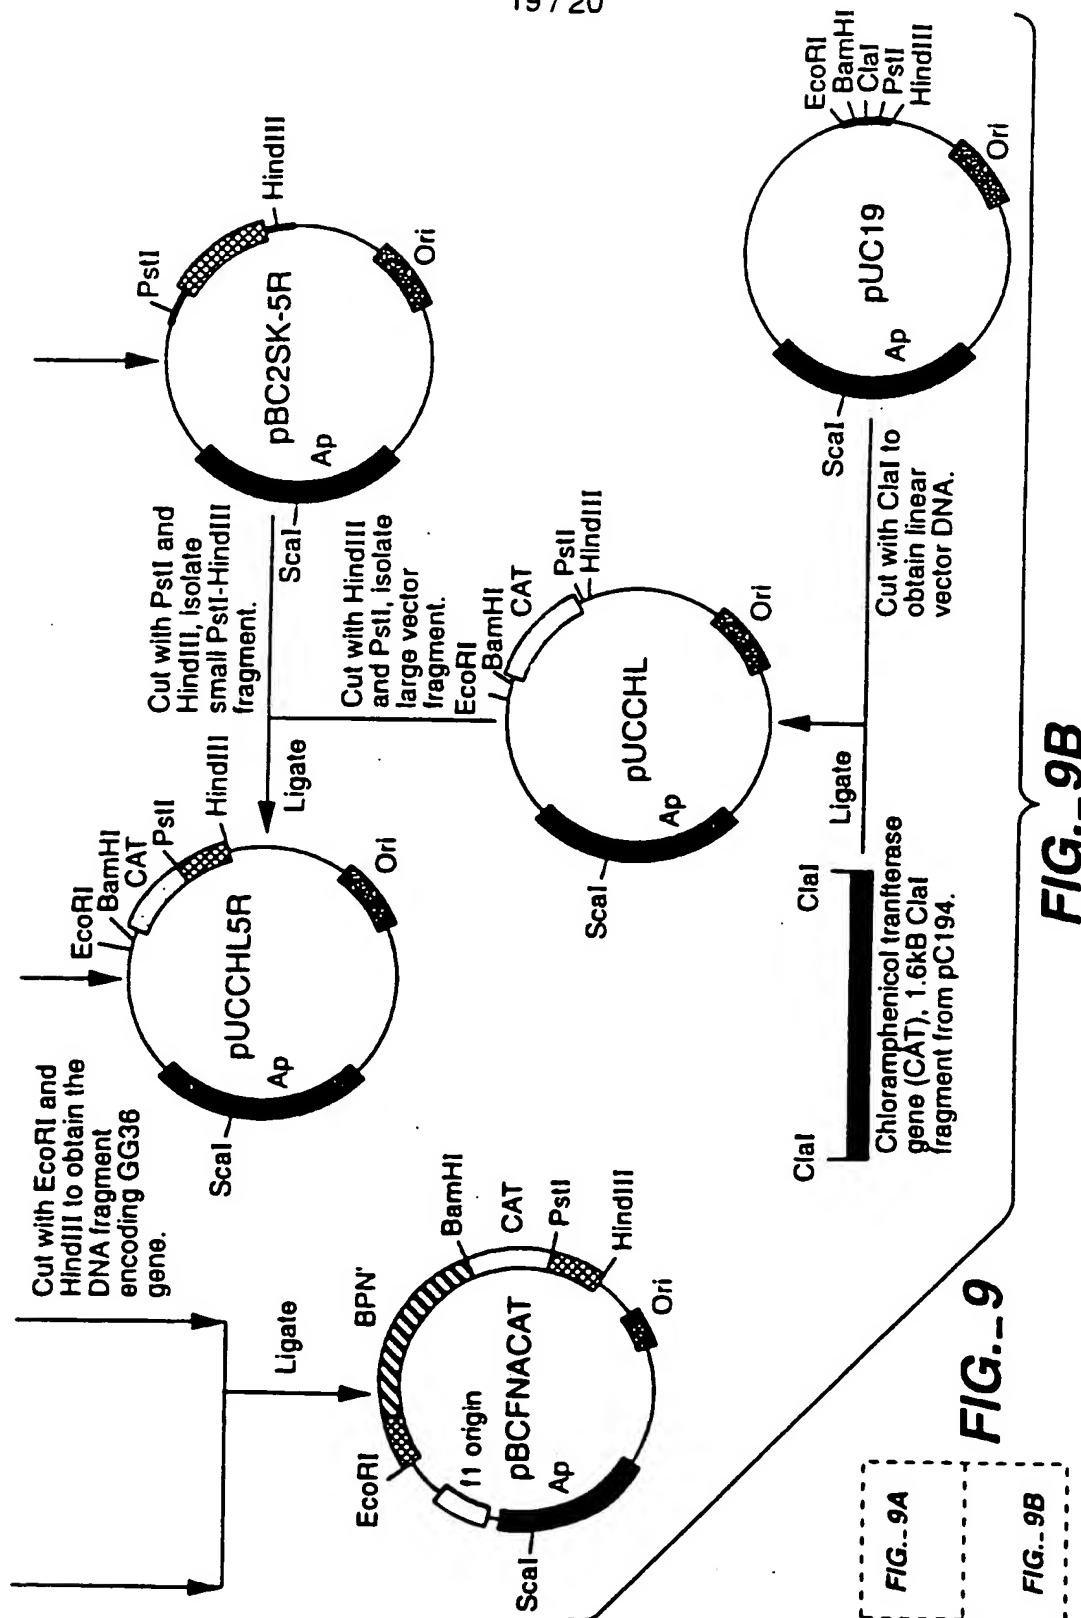 19 / 20
PstI
HindIII
pBC2SK-5R
Ap
Ori
ScaI
EcoRI
BamHI
ClaI
PstI
HindIII
pUC19
Ap
Ori
ScaI
Cut with PstI and
HindIII, isolate
small PstI-HindIII
fragment.
Cut with HindIII
and PstI, isolate
large vector
fragment.
Ligate
EcoRI
BamHI
CAT
PstI
HindIII
pUCCHL
Ap
Ori
ScaI
Cut with ClaI to
obtain linear
vector DNA.
Ligate
EcoRI
BamHI
CAT
PstI
HindIII
pUCCHL5R
Ap
Ori
ScaI
ClaI
ClaI
Chloramphenicol tranfterase
gene (CAT), 1.6kB ClaI
fragment from pC194.
Cut with EcoRI and
HindIII to obtain the
DNA fragment
encoding GG36
gene.
Ligate
EcoRI
BPN'
BamHI
CAT
PstI
HindIII
f1 origin
pBCFNACAT
Ap
Ori
ScaI
FIG._9B
FIG._9
FIG._9A
FIG._9B